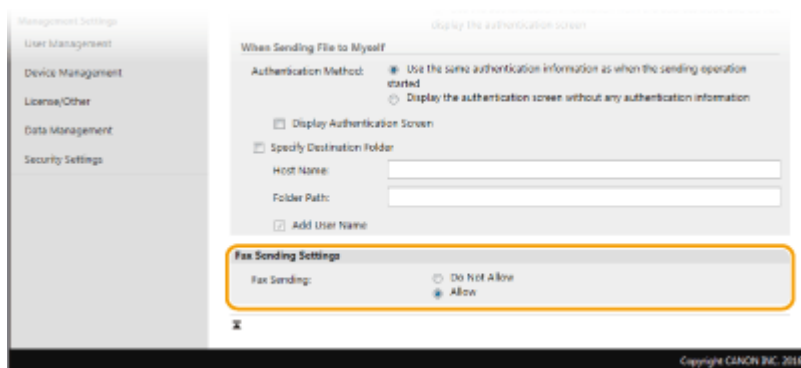 Management Settings
User Management
Device Management
License/Other
Data Management
Security Settings
display the authentication screen
When Sending File to Myself
Authentication Method:
Use the same authentication information as when the sending operation
started
Display the authentication screen without any authentication information
Display Authentication Screen
Specify Destination Folder
Host Name:
Folder Path:
Add User Name
Fax Sending Settings
Fax Sending:
Do Not Allow
Allow
Copyright CANON INC. 2016